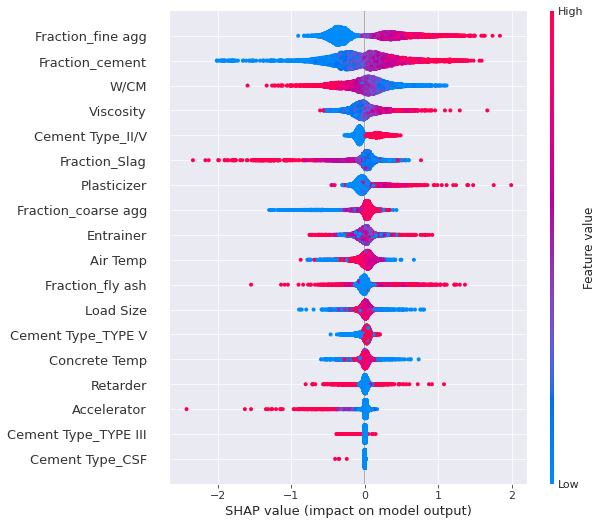 High
Fraction_fine agg
Fraction_cement
W/CM
Viscosity
Cement Type_II/V
Fraction_Slag
Plasticizer
Fraction_coarse agg
Entrainer
Air Temp
Fraction_fly ash
Load Size
Cement Type_TYPE V
Concrete Temp
Retarder
Accelerator
Cement Type_TYPE III
Cement Type_CSF
Feature value
Low
−2 −1 0 1 2
SHAP value (impact on model output)